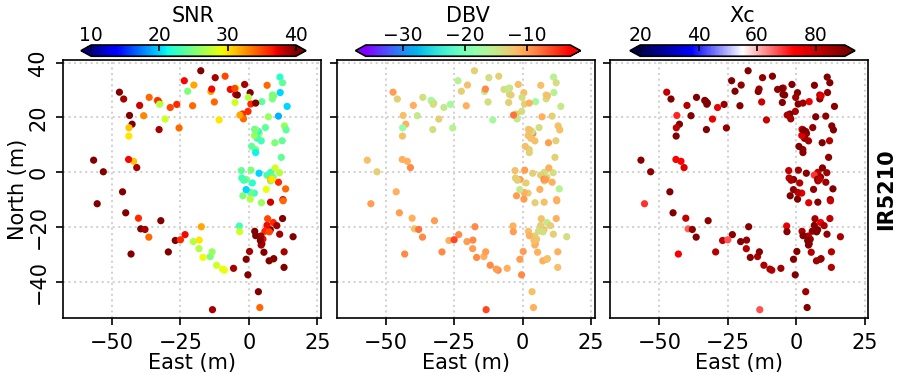 SNR DBV Xc
10 20 30 40 −30 −20 −10 20 40 60 80
40
20
0
−20
−40
North (m)
IR5210
−50 −25 0 25 −50 −25 0 25 −50 −25 0 25
East (m) East (m) East (m)